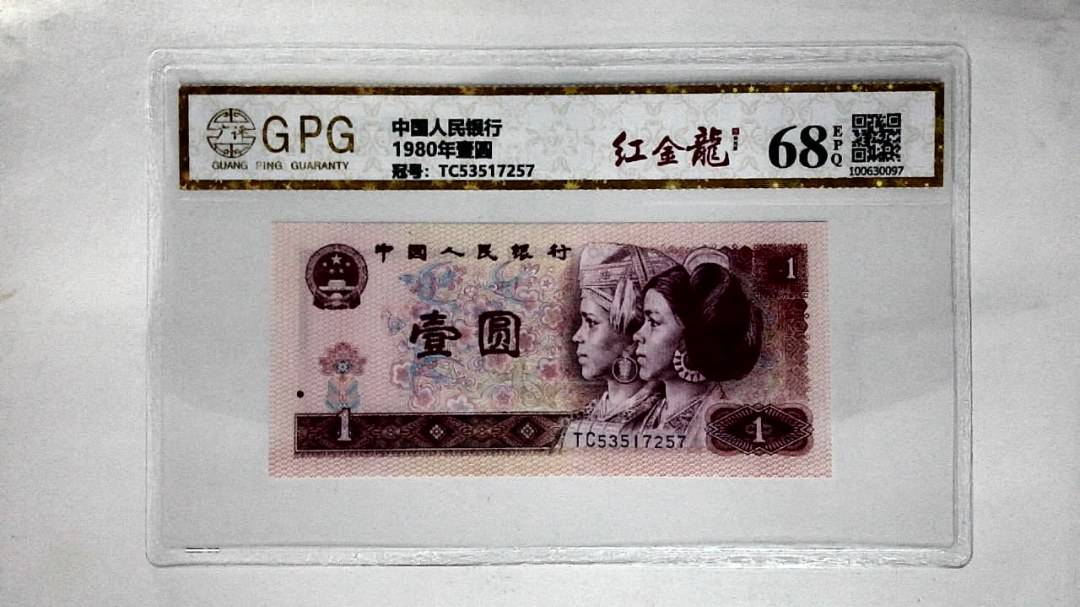 GPG
GUANG PING GUARANTY
中国人民银行
1980年壹圆
冠号：TC53517257
红金龍
68
EPQ
100630097
中国人民银行
1
壹圆
1
TC53517257
1